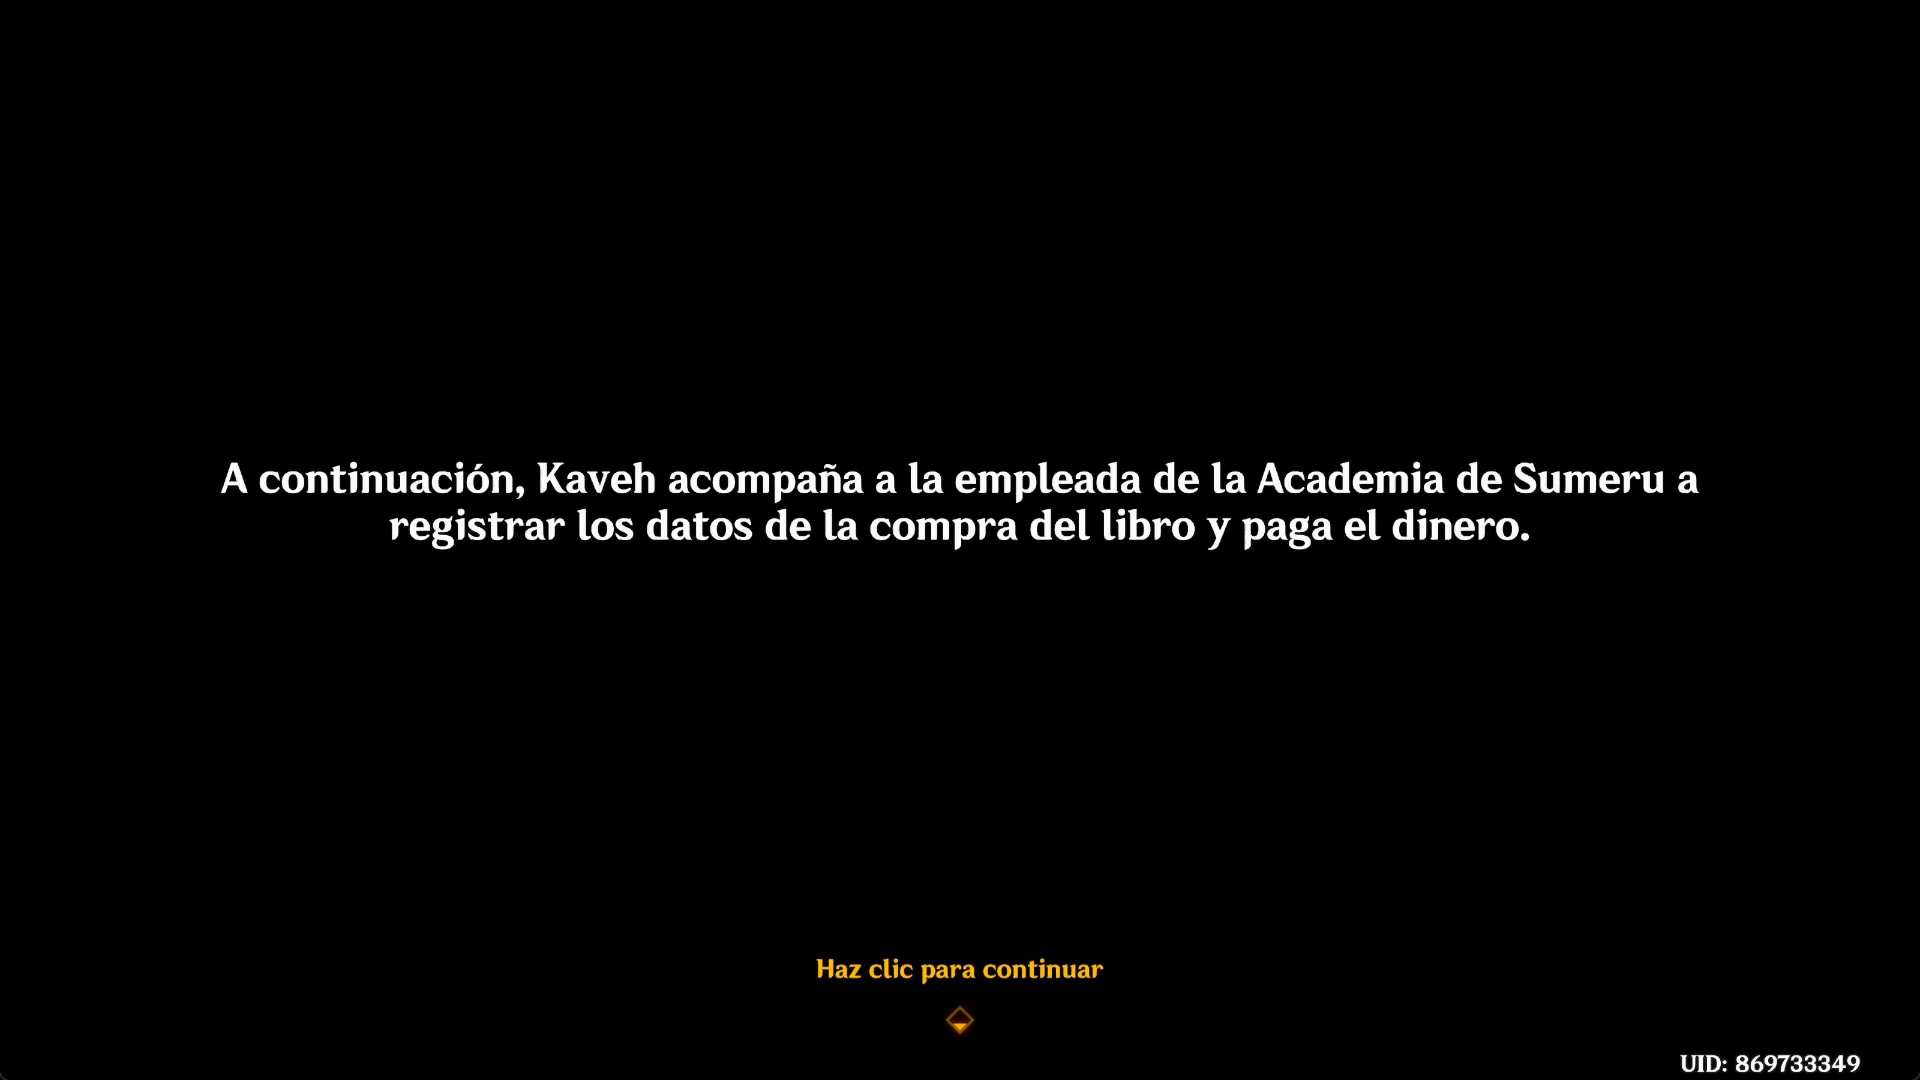 A continuación, Kaveh acompaña a la empleada de la Academia de Sumeru a
registrar los datos de la compra del libro y paga el dinero.
Haz clic para continuar
UID: 869733349